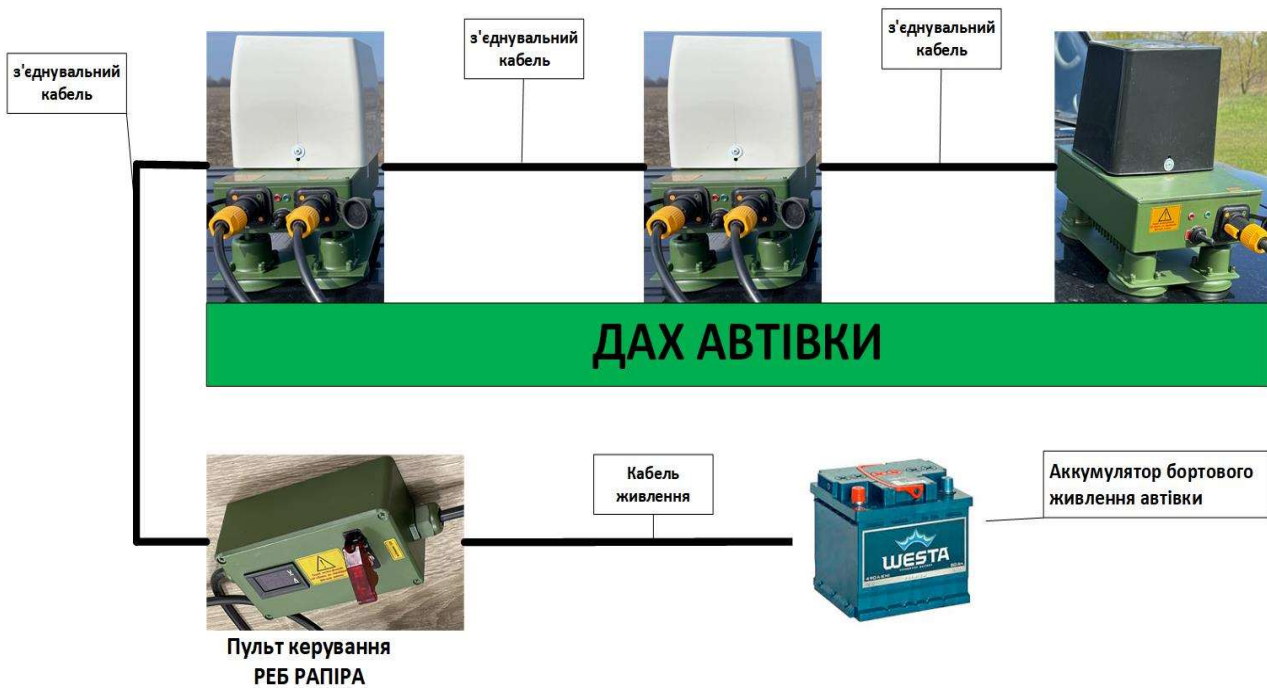 з'єднувальний
кабель
з'єднувальний
кабель
з'єднувальний
кабель
ДАХ АВТІВКИ
Кабель
живлення
Аккумулятор бортового
живлення автівки
WESTA
Пульт керування
РЕБ РАПІРА